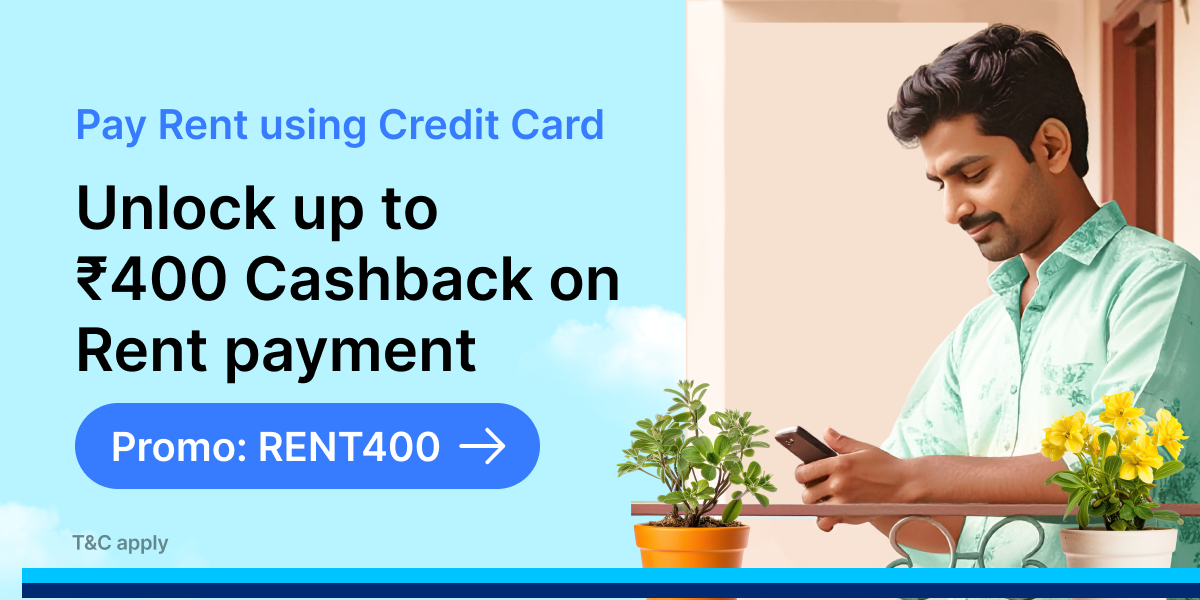 Pay Rent using Credit Card
Unlock up to
₹400 Cashback on
Rent payment
Promo: RENT400 →
T&C apply